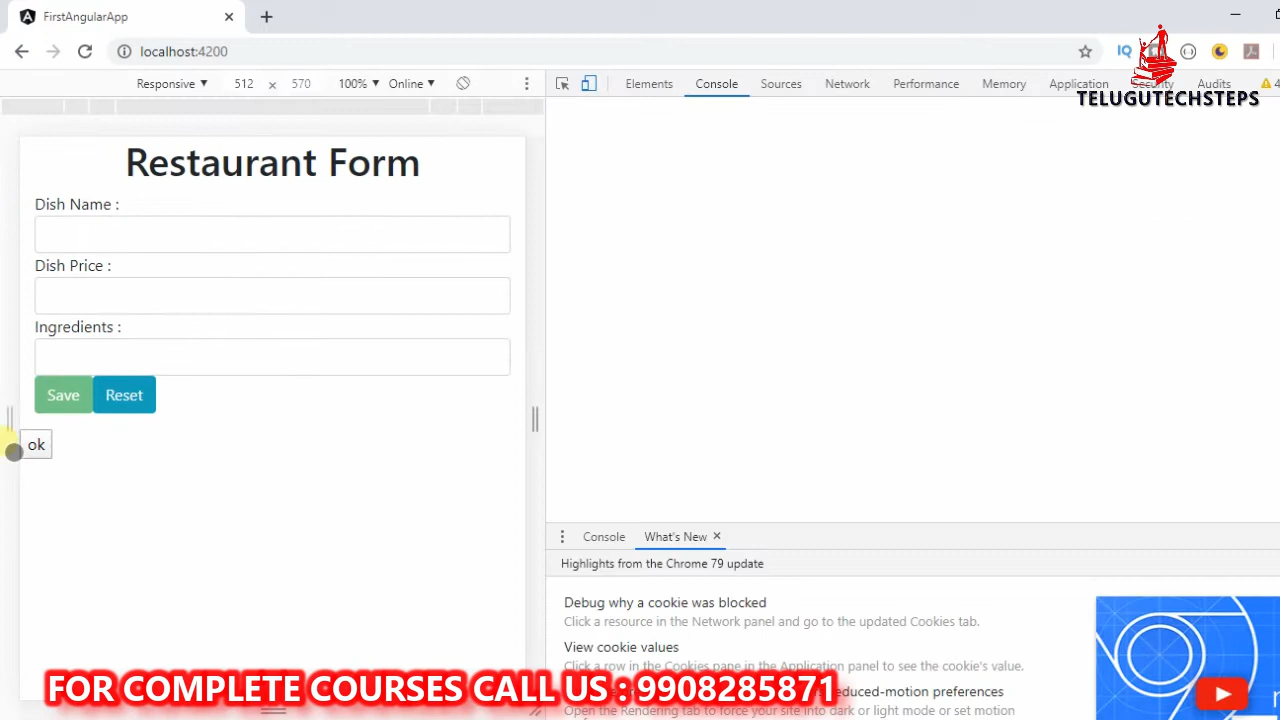 FirstAngularApp
localhost:4200
IQ
Responsive 512 × 570 100% Online
Elements Console Sources Network Performance Memory Application Security Audits 4
TELUGUTECHSTEPS
Restaurant Form
Dish Name :
Dish Price :
Ingredients :
Save Reset
ok
Console What's New
Highlights from the Chrome 79 update
Debug why a cookie was blocked
Click a resource in the Network panel and go to the updated Cookies tab.
View cookie values
Click a row in the Cookies pane in the Application panel to see the cookie's value.
reduced-motion preferences
Open the Rendering tab to force your site into dark or light mode or set motion
FOR COMPLETE COURSES CALL US : 9908285871